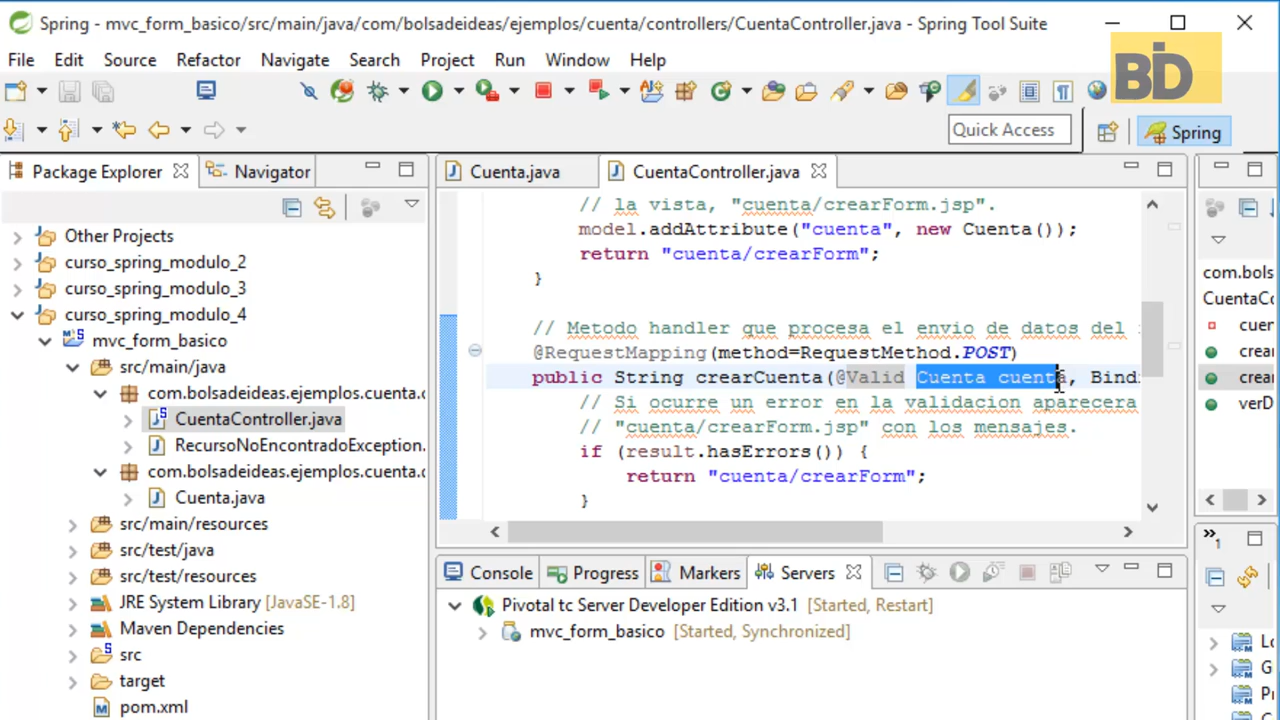 Spring - mvc_form_basico/src/main/java/com/bolsadeideas/ejemplos/cuenta/controllers/CuentaController.java - Spring Tool Suite
File Edit Source Refactor Navigate Search Project Run Window Help
BD
Quick Access
Spring
Package Explorer
Navigator
Other Projects
curso_spring_modulo_2
curso_spring_modulo_3
curso_spring_modulo_4
mvc_form_basico
src/main/java
com.bolsadeideas.ejemplos.cuenta.c
CuentaController.java
RecursoNoEncontradoException.
com.bolsadeideas.ejemplos.cuenta.
Cuenta.java
src/main/resources
src/test/java
src/test/resources
JRE System Library [JavaSE-1.8]
Maven Dependencies
src
target
pom.xml
Cuenta.java
CuentaController.java
// la vista, "cuenta/crearForm.jsp".
model.addAttribute("cuenta", new Cuenta());
return "cuenta/crearForm";
}
// Metodo handler que procesa el envio de datos del
@RequestMapping(method=RequestMethod.POST)
public String crearCuenta(@Valid Cuenta cuenta, Bindi
// Si ocurre un error en la validacion aparecera
// "cuenta/crearForm.jsp" con los mensajes.
if (result.hasErrors()) {
return "cuenta/crearForm";
}
com.bols
CuentaCo
cuen
crear
crear
verD
Console
Progress
Markers
Servers
Pivotal tc Server Developer Edition v3.1 [Started, Restart]
mvc_form_basico [Started, Synchronized]
1
Lo
G
Pr